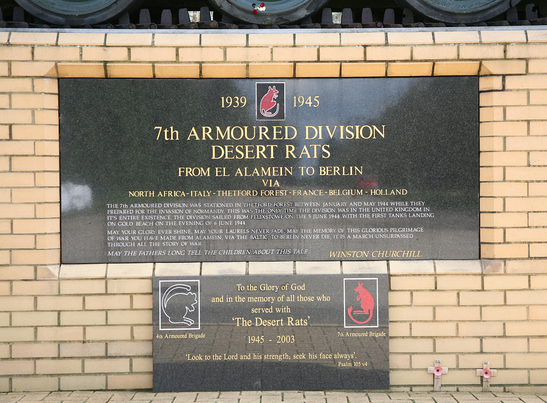 1939 1945
7th ARMOURED DIVISION
DESERT RATS
FROM EL ALAMEIN TO BERLIN
VIA
NORTH AFRICA - ITALY - THETFORD FOREST - FRANCE - BELGIUM - HOLLAND
THE 7TH ARMOURED DIVISION WAS STATIONED IN THETFORD FOREST BETWEEN JANUARY AND MAY 1944 WHILE THEY
PREPARED FOR THE INVASION OF NORMANDY. THIS WAS THE ONLY TIME THE DIVISION WAS IN THE UNITED KINGDOM IN
IT'S ENTIRE EXISTENCE. THE DIVISION SAILED FROM FELIXSTOWE ON THE 5 JUNE 1944 WITH THE FIRST TANKS LANDING
ON GOLD BEACH ON THE EVENING OF 6 JUNE 1944.
MAY YOUR GLORY EVER SHINE, MAY YOUR LAURELS NEVER FADE, MAY THE MEMORY OF THIS GLORIOUS PILGRIMAGE
OF WAR YOU HAVE MADE FROM ALAMEIN, VIA THE BALTIC TO BERLIN NEVER DIE. IT IS A MARCH UNSURPASSED
THROUGH ALL THE STORY OF WAR.
MAY THE FATHERS LONG TELL THE CHILDREN ABOUT THIS TALE. WINSTON CHURCHILL
To the Glory of God
and in the memory of all those who
served with
'The Desert Rats'
1945 - 2003
4th Armoured Brigade
7th Armoured Brigade
'Look to the Lord and his strength, seek his face always'.
Psalm 105 v4